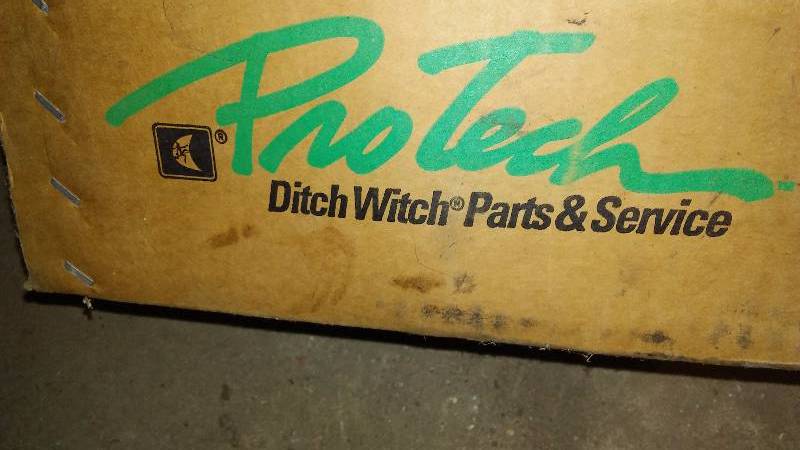 ProTech™
®
Ditch Witch® Parts & Service